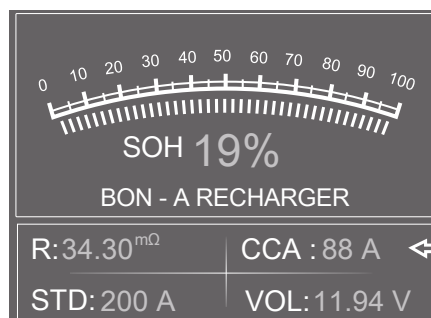 0 10 20 30 40 50 60 70 80 90 100
SOH 19%
BON - A RECHARGER
R:34.30mΩ CCA : 88 A
STD: 200 A VOL:11.94 V